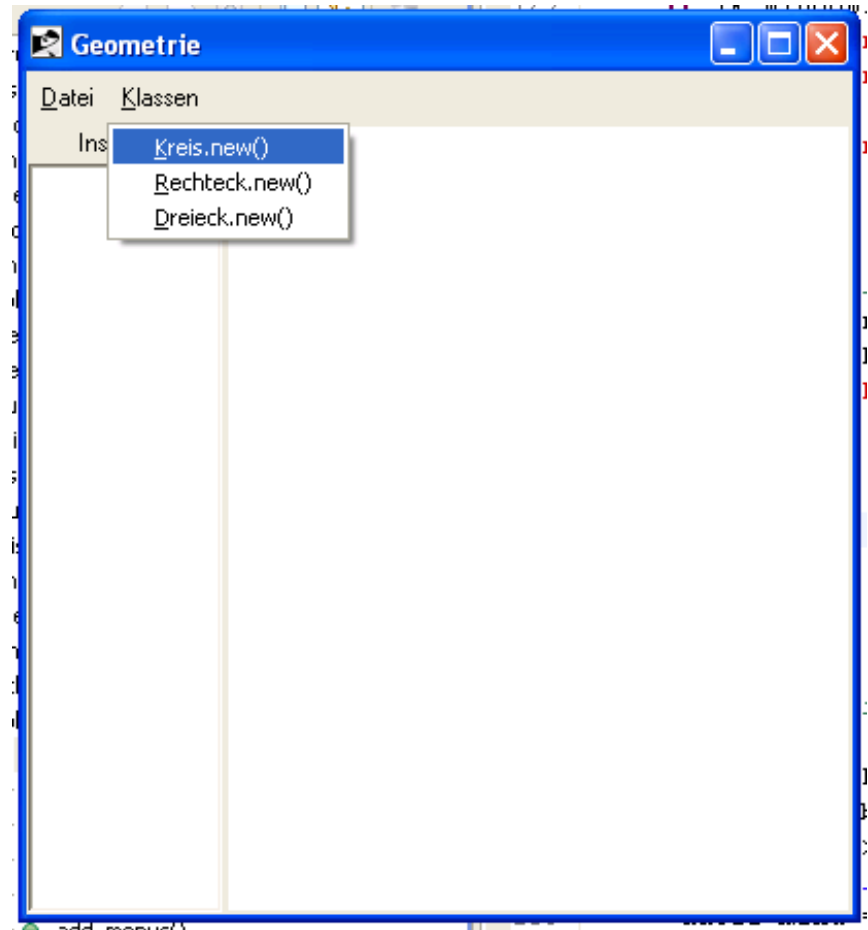 Geometrie
Datei Klassen
Ins
Kreis.new()
Rechteck.new()
Dreieck.new()
add_menus()